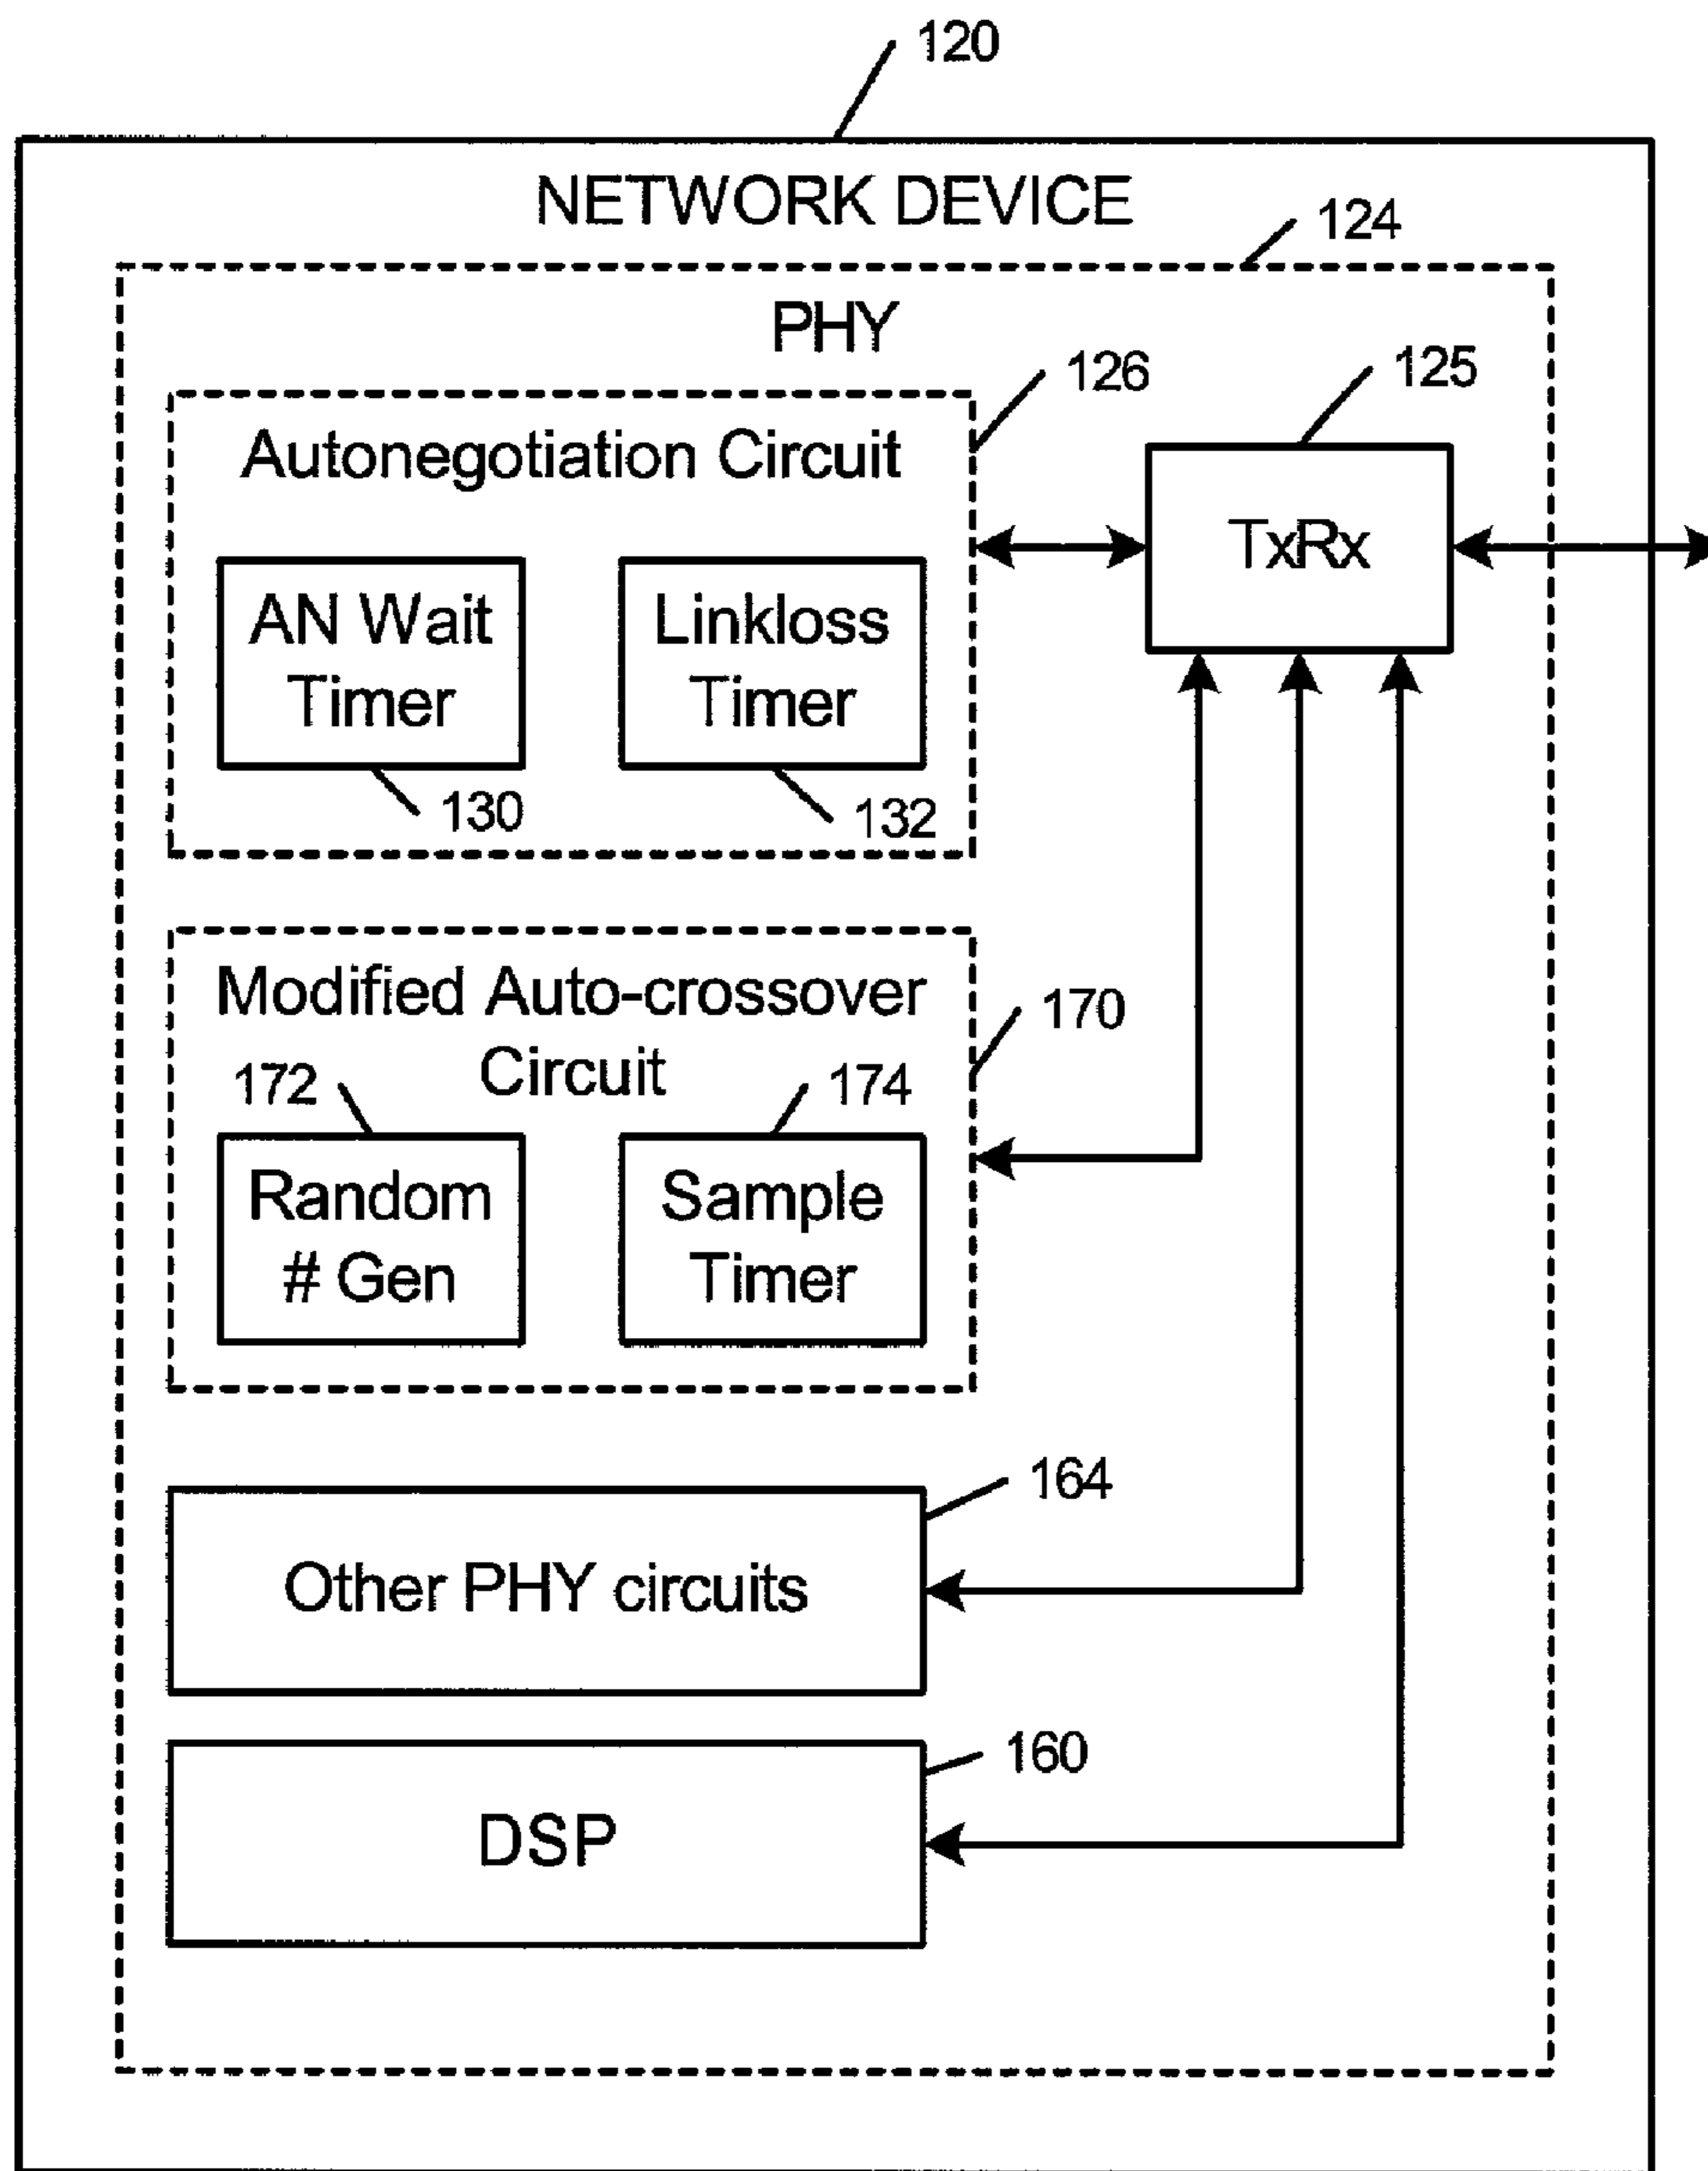 120
NETWORK DEVICE
124
PHY
126
125
Autonegotiation Circuit
TxRx
AN Wait
Timer
Linkloss
Timer
130
132
Modified Auto-crossover
Circuit
170
172
174
Random
# Gen
Sample
Timer
164
Other PHY circuits
160
DSP